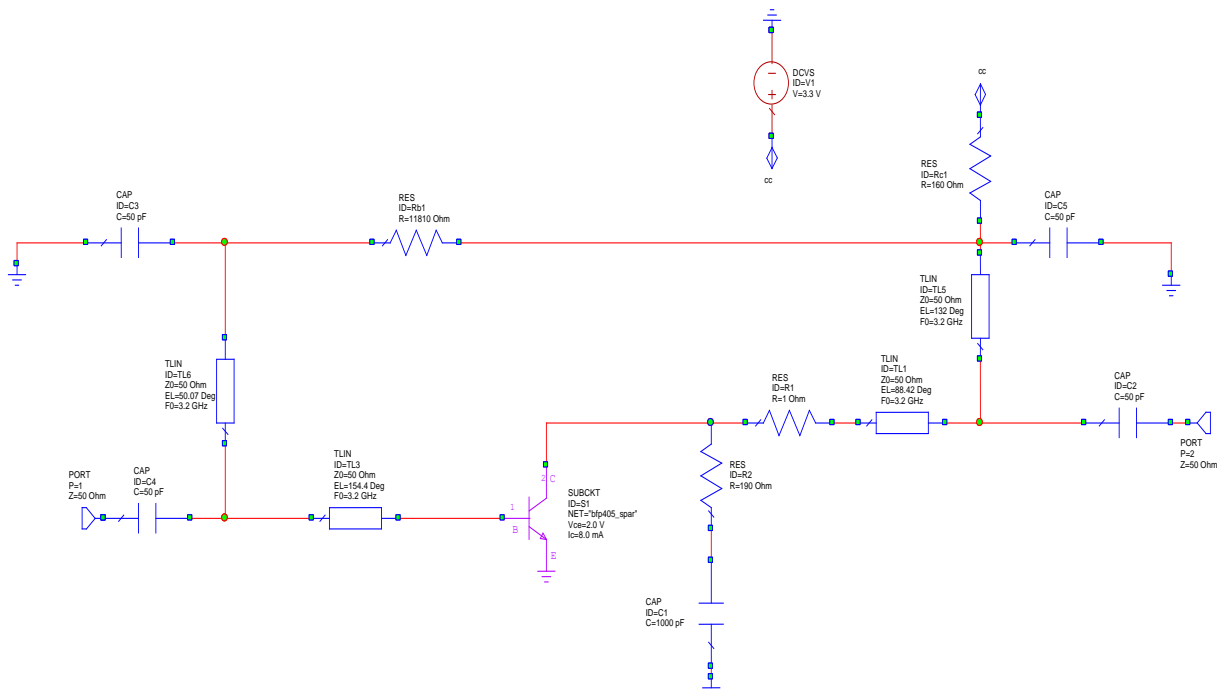 DCVS
ID=V1
V=3.3 V
cc
cc
RES
ID=Rc1
R=160 Ohm
CAP
ID=C3
C=50 pF
RES
ID=Rb1
R=11810 Ohm
CAP
ID=C5
C=50 pF
TLIN
ID=TL5
Z0=50 Ohm
EL=132 Deg
F0=3.2 GHz
TLIN
ID=TL6
Z0=50 Ohm
EL=50.07 Deg
F0=3.2 GHz
RES
ID=R1
R=1 Ohm
TLIN
ID=TL1
Z0=50 Ohm
EL=88.42 Deg
F0=3.2 GHz
CAP
ID=C2
C=50 pF
PORT
P=2
Z=50 Ohm
PORT
P=1
Z=50 Ohm
CAP
ID=C4
C=50 pF
TLIN
ID=TL3
Z0=50 Ohm
EL=154.4 Deg
F0=3.2 GHz
1
B
2
C
E
SUBCKT
ID=S1
NET="bfp405_spar"
Vce=2.0 V
Ic=8.0 mA
RES
ID=R2
R=190 Ohm
CAP
ID=C1
C=1000 pF